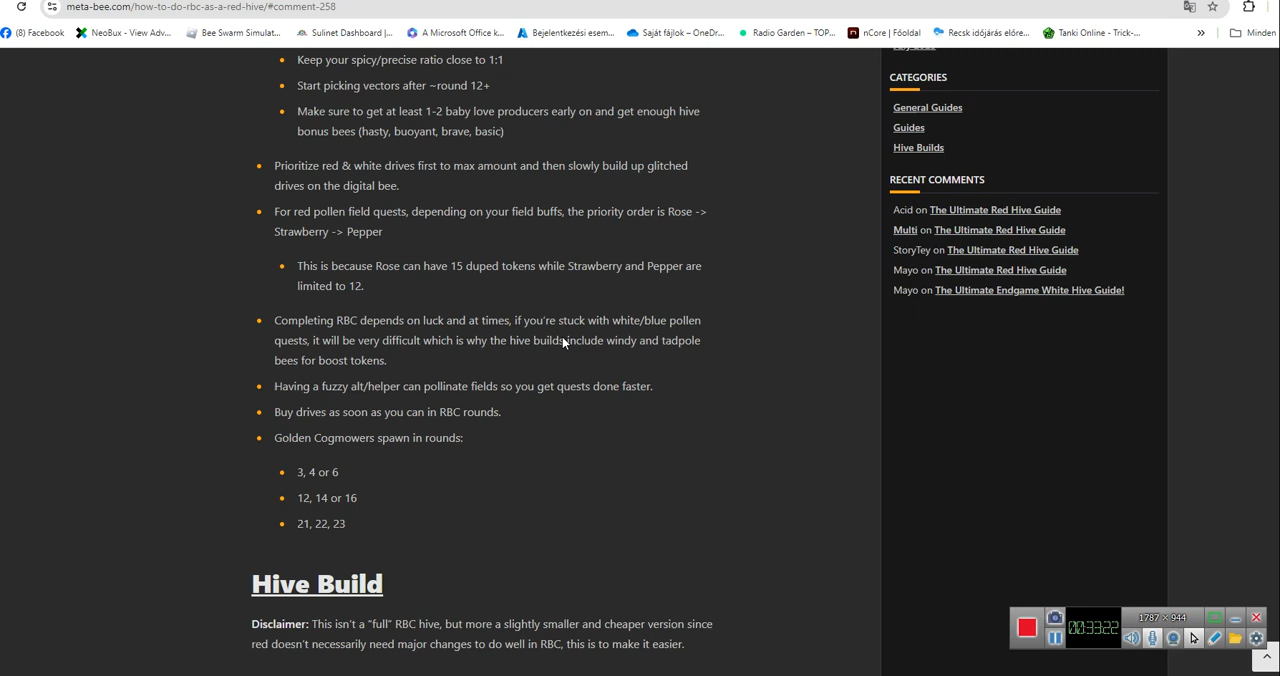 meta-bee.com/how-to-do-rbc-as-a-red-hive/#comment-258
(8) Facebook
NeoBux - View Adv...
Bee Swarm Simulat...
Sulinet Dashboard |...
A Microsoft Office k...
Bejelentkezési esem...
Saját fájlok – OneDr...
Radio Garden – TOP...
nCore | Főoldal
Recsk időjárás előre...
Tanki Online - Trick-...
»
Minden
Keep your spicy/precise ratio close to 1:1
Start picking vectors after ~round 12+
Make sure to get at least 1-2 baby love producers early on and get enough hive
bonus bees (hasty, buoyant, brave, basic)
Prioritize red & white drives first to max amount and then slowly build up glitched
drives on the digital bee.
For red pollen field quests, depending on your field buffs, the priority order is Rose ->
Strawberry -> Pepper
This is because Rose can have 15 duped tokens while Strawberry and Pepper are
limited to 12.
Completing RBC depends on luck and at times, if you're stuck with white/blue pollen
quests, it will be very difficult which is why the hive builds include windy and tadpole
bees for boost tokens.
Having a fuzzy alt/helper can pollinate fields so you get quests done faster.
Buy drives as soon as you can in RBC rounds.
Golden Cogmowers spawn in rounds:
3, 4 or 6
12, 14 or 16
21, 22, 23
Hive Build
Disclaimer: This isn't a "full" RBC hive, but more a slightly smaller and cheaper version since
red doesn't necessarily need major changes to do well in RBC, this is to make it easier.
CATEGORIES
General Guides
Guides
Hive Builds
RECENT COMMENTS
Acid on The Ultimate Red Hive Guide
Multi on The Ultimate Red Hive Guide
StoryTey on The Ultimate Red Hive Guide
Mayo on The Ultimate Red Hive Guide
Mayo on The Ultimate Endgame White Hive Guide!
1787 × 944
00:33:22